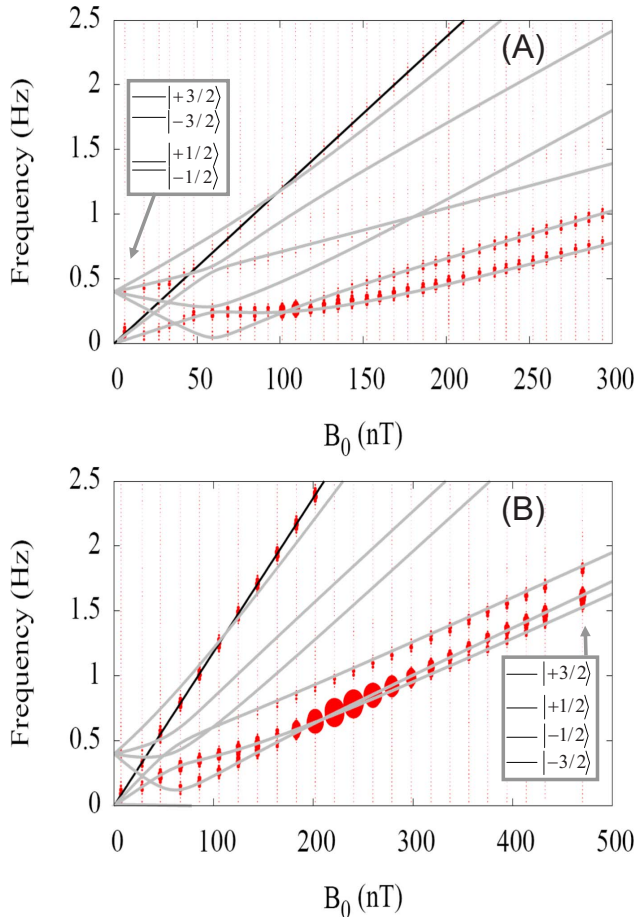 2.5
(A)
2
|+3/2⟩
|−3/2⟩
1.5
|+1/2⟩
|−1/2⟩
1
0.5
0
Frequency (Hz)
0 50 100 150 200 250 300
B₀ (nT)
2.5
(B)
2
1.5
1
|+3/2⟩
|+1/2⟩
|−1/2⟩
|−3/2⟩
0.5
0
Frequency (Hz)
0 100 200 300 400 500
B₀ (nT)